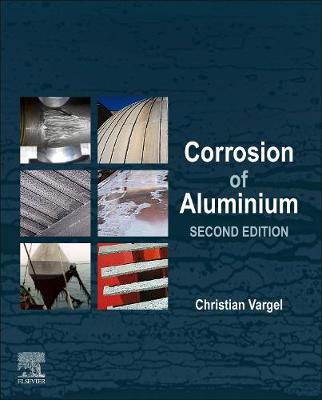 Corrosion
of
Aluminium
SECOND EDITION
Christian Vargel
ELSEVIER